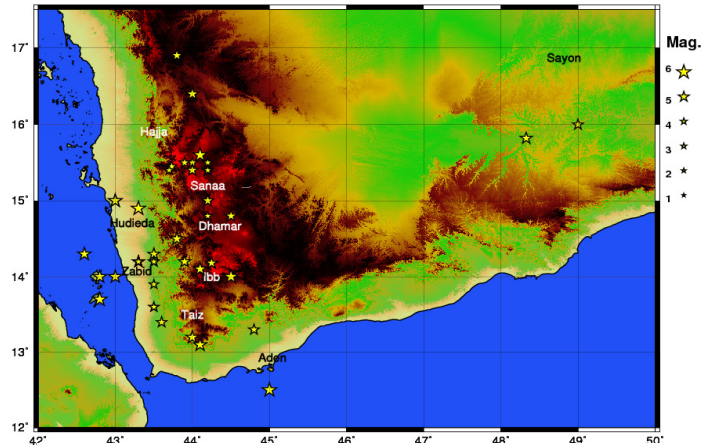 17˚
Mag.
Sayon
6
5
16˚
Hajja
4
3
Sanaa
2
15˚
1
Hudieda
Dhamar
Zabid
14˚
ibb
Taiz
13˚
Aden
12˚
42˚ 43˚ 44˚ 45˚ 46˚ 47˚ 48˚ 49˚ 50˚